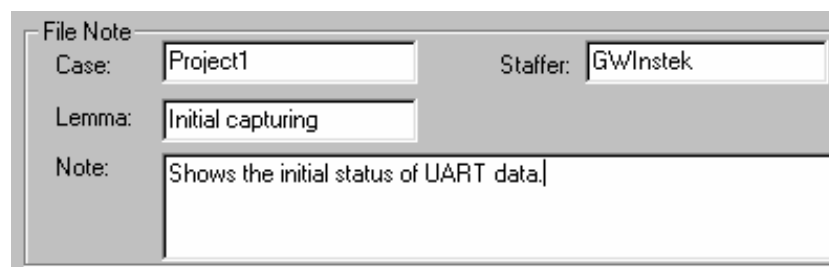 File Note
Case: Project1 Staffer: GWInstek
Lemma: Initial capturing
Note: Shows the initial status of UART data.